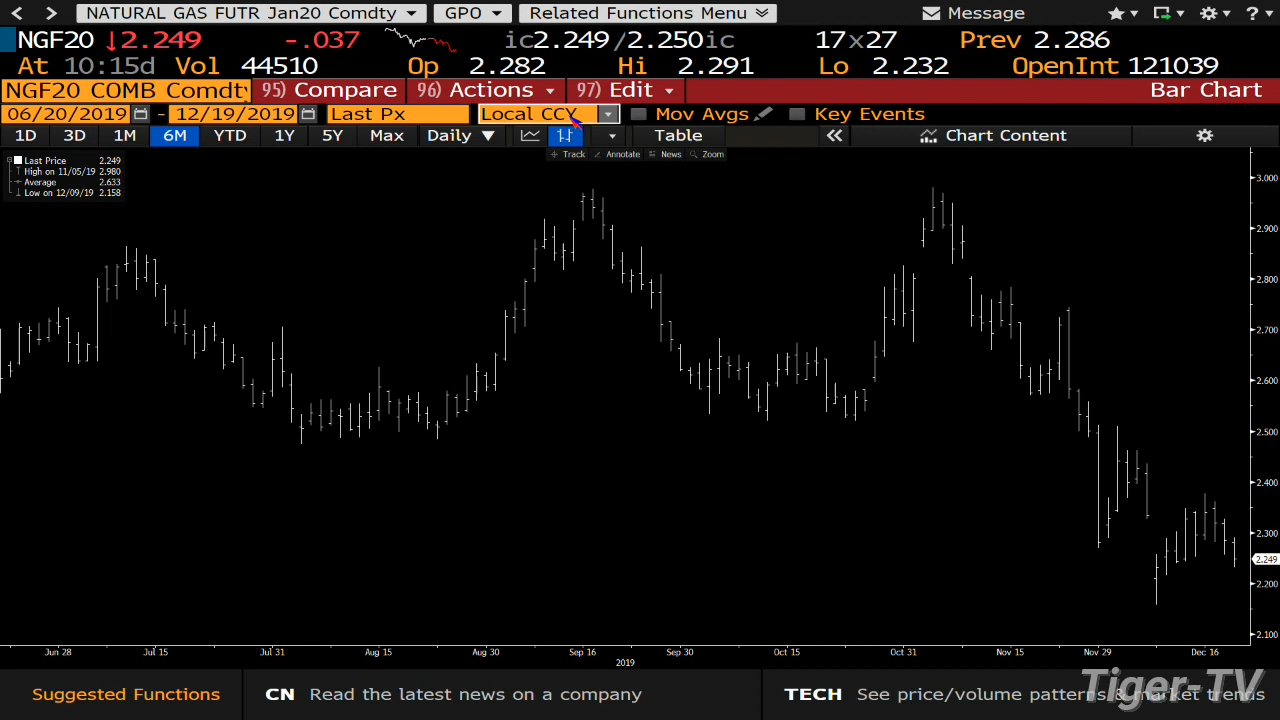 NATURAL GAS FUTR Jan20 Comdty GPO Related Functions Menu Message ?
NGF20 ↓2.249 -.037 ic2.249/2.250ic 17x27 Prev 2.286
At 10:15d Vol 44510 Op 2.282 Hi 2.291 Lo 2.232 OpenInt 121039
NGF20 COMB Comdty 95) Compare 96) Actions 97) Edit Bar Chart
06/20/2019 - 12/19/2019 Last Px Local CCY Mov Avgs Key Events
1D 3D 1M 6M YTD 1Y 5Y Max Daily ▼ Table Chart Content
Track Annotate News Zoom
Last Price 2.249
High on 11/05/19 2.980
Average 2.633
Low on 12/09/19 2.158
3.000
2.900
2.800
2.700
2.600
2.500
2.400
2.300
2.249
2.200
2.100
Jun 28 Jul 15 Jul 31 Aug 15 Aug 30 Sep 16 Sep 30 Oct 15 Oct 31 Nov 15 Nov 29 Dec 16
2019
Suggested Functions CN Read the latest news on a company TECH See price/volume patterns & market trends
Tiger-TV